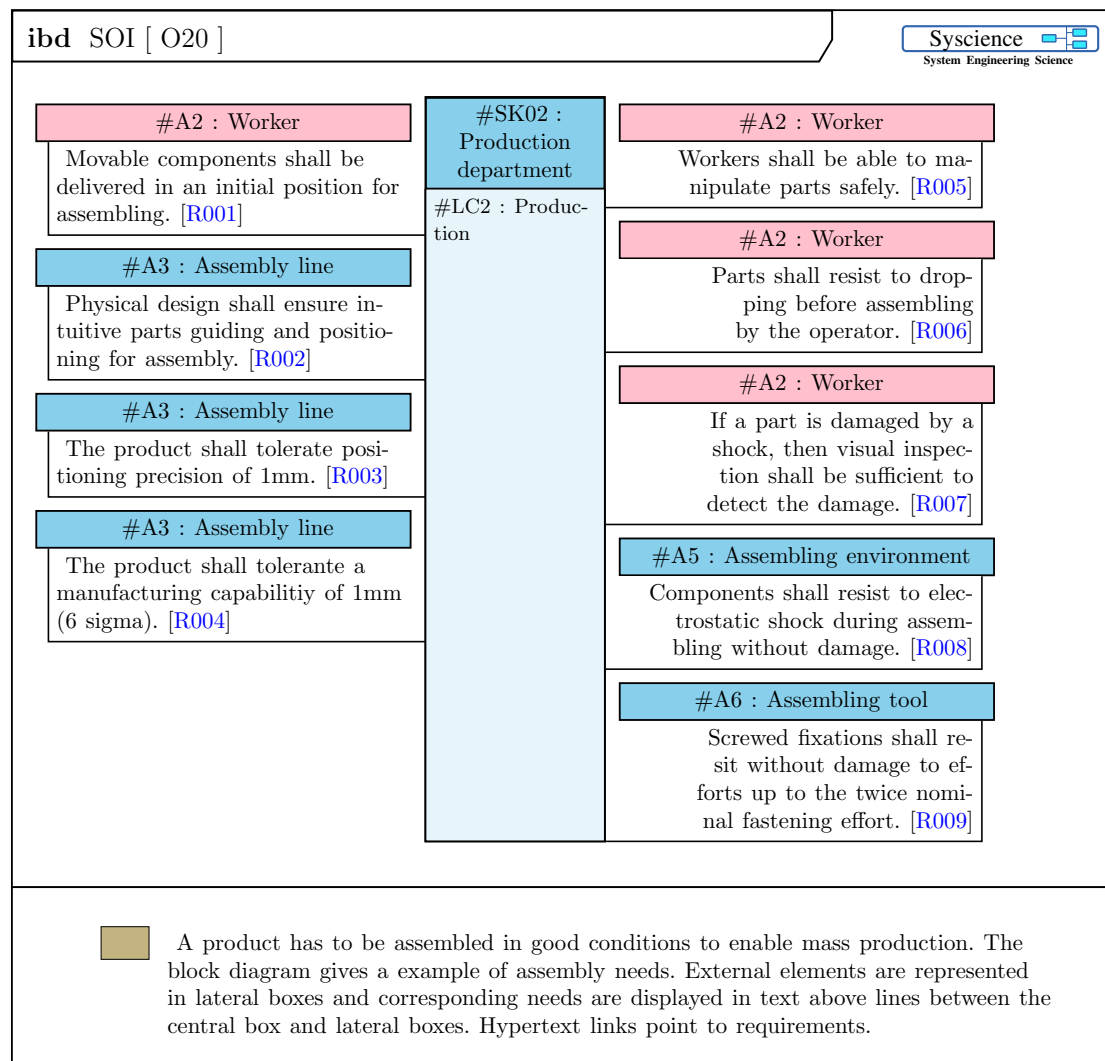 ibd SOI [ O20 ]
Syscience
System Engineering Science
#A2 : Worker
Movable components shall be
delivered in an initial position for
assembling. [R001]
#A3 : Assembly line
Physical design shall ensure in-
tuitive parts guiding and positio-
ning for assembly. [R002]
#A3 : Assembly line
The product shall tolerate posi-
tioning precision of 1mm. [R003]
#A3 : Assembly line
The product shall tolerante a
manufacturing capabilitiy of 1mm
(6 sigma). [R004]
#SK02 :
Production
department
#LC2 : Produc-
tion
#A2 : Worker
Workers shall be able to ma-
nipulate parts safely. [R005]
#A2 : Worker
Parts shall resist to drop-
ping before assembling
by the operator. [R006]
#A2 : Worker
If a part is damaged by a
shock, then visual inspec-
tion shall be sufficient to
detect the damage. [R007]
#A5 : Assembling environment
Components shall resist to elec-
trostatic shock during assem-
bling without damage. [R008]
#A6 : Assembling tool
Screwed fixations shall re-
sit without damage to ef-
forts up to the twice nomi-
nal fastening effort. [R009]
A product has to be assembled in good conditions to enable mass production. The
block diagram gives a example of assembly needs. External elements are represented
in lateral boxes and corresponding needs are displayed in text above lines between the
central box and lateral boxes. Hypertext links point to requirements.